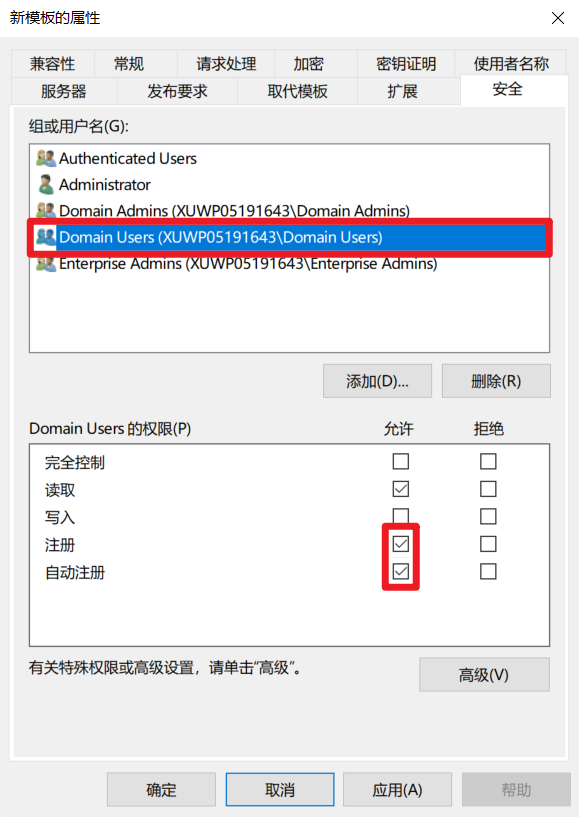 新模板的属性
兼容性 常规 请求处理 加密 密钥证明 使用者名称
服务器 发布要求 取代模板 扩展 安全
组或用户名(G):
Authenticated Users
Administrator
Domain Admins (XUWP05191643\Domain Admins)
Domain Users (XUWP05191643\Domain Users)
Enterprise Admins (XUWP05191643\Enterprise Admins)
添加(D)... 删除(R)
Domain Users 的权限(P) 允许 拒绝
完全控制
读取
写入
注册
自动注册
有关特殊权限或高级设置，请单击“高级”。
高级(V)
确定 取消 应用(A) 帮助